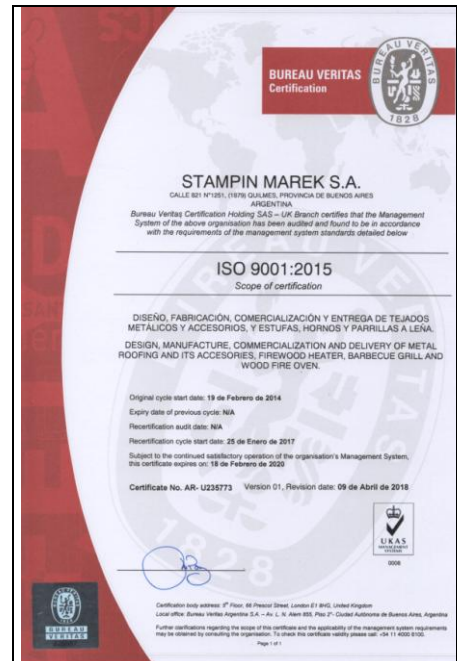 BUREAU VERITAS
Certification
BUREAU VERITAS
1828
STAMPIN MAREK S.A.
CALLE 821 N°1251, (1879) QUILMES, PROVINCIA DE BUENOS AIRES
ARGENTINA
Bureau Veritas Certification Holding SAS – UK Branch certifies that the Management
System of the above organisation has been audited and found to be in accordance
with the requirements of the management system standards detailed below
ISO 9001:2015
Scope of certification
DISEÑO, FABRICACIÓN, COMERCIALIZACIÓN Y ENTREGA DE TEJADOS
METÁLICOS Y ACCESORIOS, Y ESTUFAS, HORNOS Y PARRILLAS A LEÑA.
DESIGN, MANUFACTURE, COMMERCIALIZATION AND DELIVERY OF METAL
ROOFING AND ITS ACCESORIES, FIREWOOD HEATER, BARBECUE GRILL AND
WOOD FIRE OVEN.
Original cycle start date: 19 de Febrero de 2014
Expiry date of previous cycle: N/A
Recertification audit date: N/A
Recertification cycle start date: 25 de Enero de 2017
Subject to the continued satisfactory operation of the organisation's Management System,
this certificate expires on: 18 de Febrero de 2020
Certificate No. AR- U235773 Version 01, Revision date: 09 de Abril de 2018
UKAS
MANAGEMENT
SYSTEMS
0008
Certification body address: 5th Floor, 66 Prescot Street, London E1 8HG, United Kingdom
Local office: Bureau Veritas Argentina S.A. – Av. L. N. Alem 855, Piso 2°- Ciudad Autónoma de Buenos Aires, Argentina
Further clarifications regarding the scope of this certificate and the applicability of the management system requirements
may be obtained by consulting the organisation. To check this certificate validity please call: +54 11 4000 8100.
Page 1 of 1
BUREAU
VERITAS